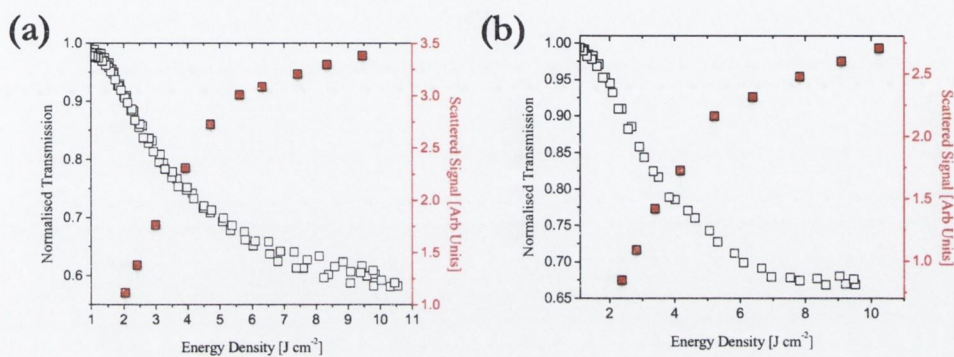 (a)
1.0
0.9
0.8
0.7
0.6
Normalised Transmission
3.5
3.0
2.5
2.0
1.5
1.0
Scattered Signal [Arb Units]
1 2 3 4 5 6 7 8 9 10 11
Energy Density [J cm-2]
(b)
1.00
0.95
0.90
0.85
0.80
0.75
0.70
0.65
Normalised Transmission
2.5
2.0
1.5
1.0
Scattered Signal [Arb Units]
2 4 6 8 10
Energy Density [J cm-2]